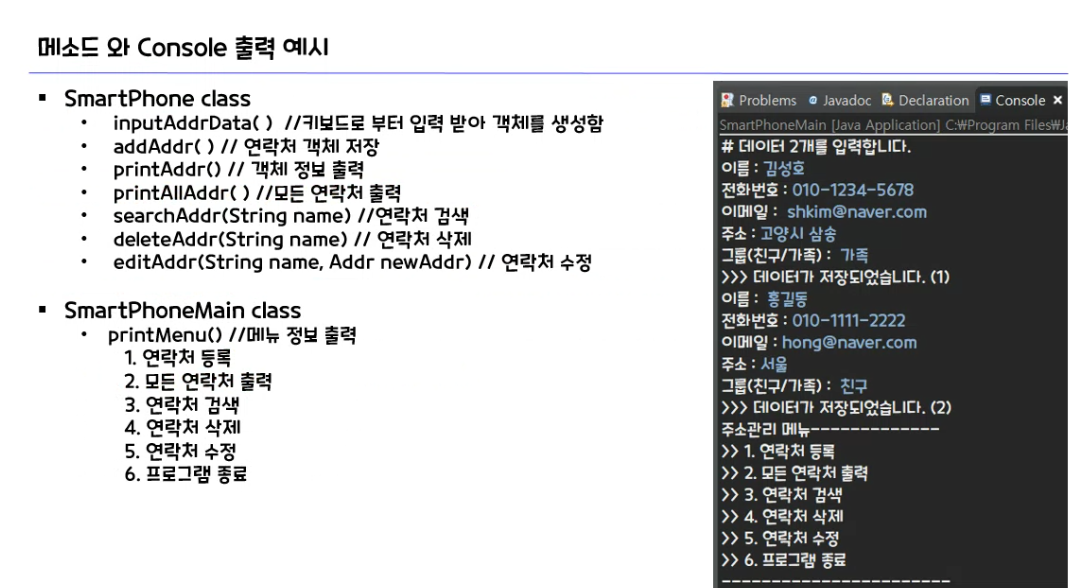 메소드 와 Console 출력 예시
▪ SmartPhone class
• inputAddrData( ) //키보드로 부터 입력 받아 객체를 생성함
• addAddr( ) // 연락처 객체 저장
• printAddr() // 객체 정보 출력
• printAllAddr( ) //모든 연락처 출력
• searchAddr(String name) //연락처 검색
• deleteAddr(String name) // 연락처 삭제
• editAddr(String name, Addr newAddr) // 연락처 수정
▪ SmartPhoneMain class
• printMenu() //메뉴 정보 출력
1. 연락처 등록
2. 모든 연락처 출력
3. 연락처 검색
4. 연락처 삭제
5. 연락처 수정
6. 프로그램 종료
Problems @ Javadoc Declaration Console ×
SmartPhoneMain [Java Application] C:₩Program Files₩Ja
# 데이터 2개를 입력합니다.
이름 : 김성호
전화번호 : 010-1234-5678
이메일 : shkim@naver.com
주소 : 고양시 삼송
그룹(친구/가족) : 가족
>>> 데이터가 저장되었습니다. (1)
이름 : 홍길동
전화번호 : 010-1111-2222
이메일 : hong@naver.com
주소 : 서울
그룹(친구/가족) : 친구
>>> 데이터가 저장되었습니다. (2)
주소관리 메뉴-------------
>> 1. 연락처 등록
>> 2. 모든 연락처 출력
>> 3. 연락처 검색
>> 4. 연락처 삭제
>> 5. 연락처 수정
>> 6. 프로그램 종료
------------------------